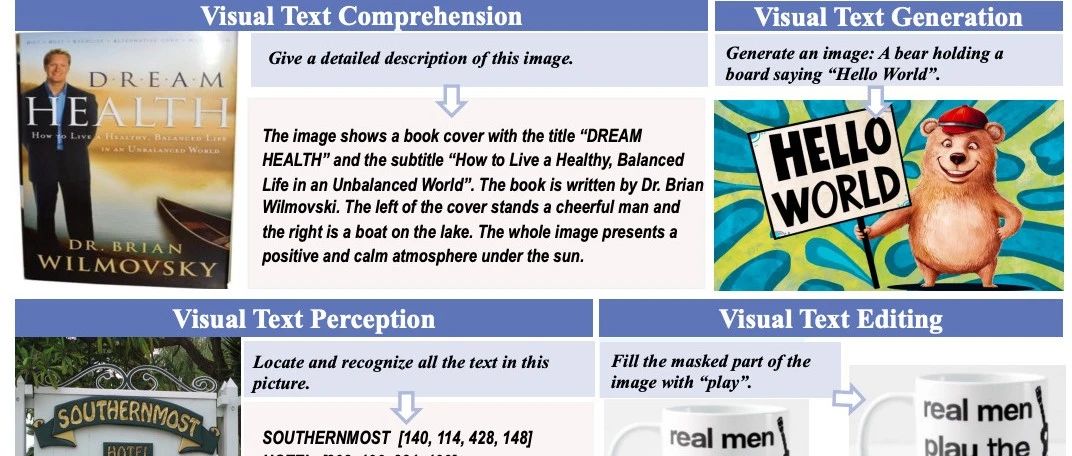 Visual Text Comprehension
DREAM
HEALTH
How to Live a Healthy, Balanced Life
in an Unbalanced World
DR. BRIAN
WILMOVSKY
Give a detailed description of this image.
The image shows a book cover with the title “DREAM
HEALTH” and the subtitle “How to Live a Healthy, Balanced
Life in an Unbalanced World”. The book is written by Dr. Brian
Wilmovski. The left of the cover stands a cheerful man and
the right is a boat on the lake. The whole image presents a
positive and calm atmosphere under the sun.
Visual Text Generation
Generate an image: A bear holding a
board saying “Hello World”.
HELLO
WORLD
Visual Text Perception
SOUTHERNMOST
HOTEL
Locate and recognize all the text in this
picture.
SOUTHERNMOST [140, 114, 428, 148]
Visual Text Editing
Fill the masked part of the
image with “play”.
real men
real men
play the